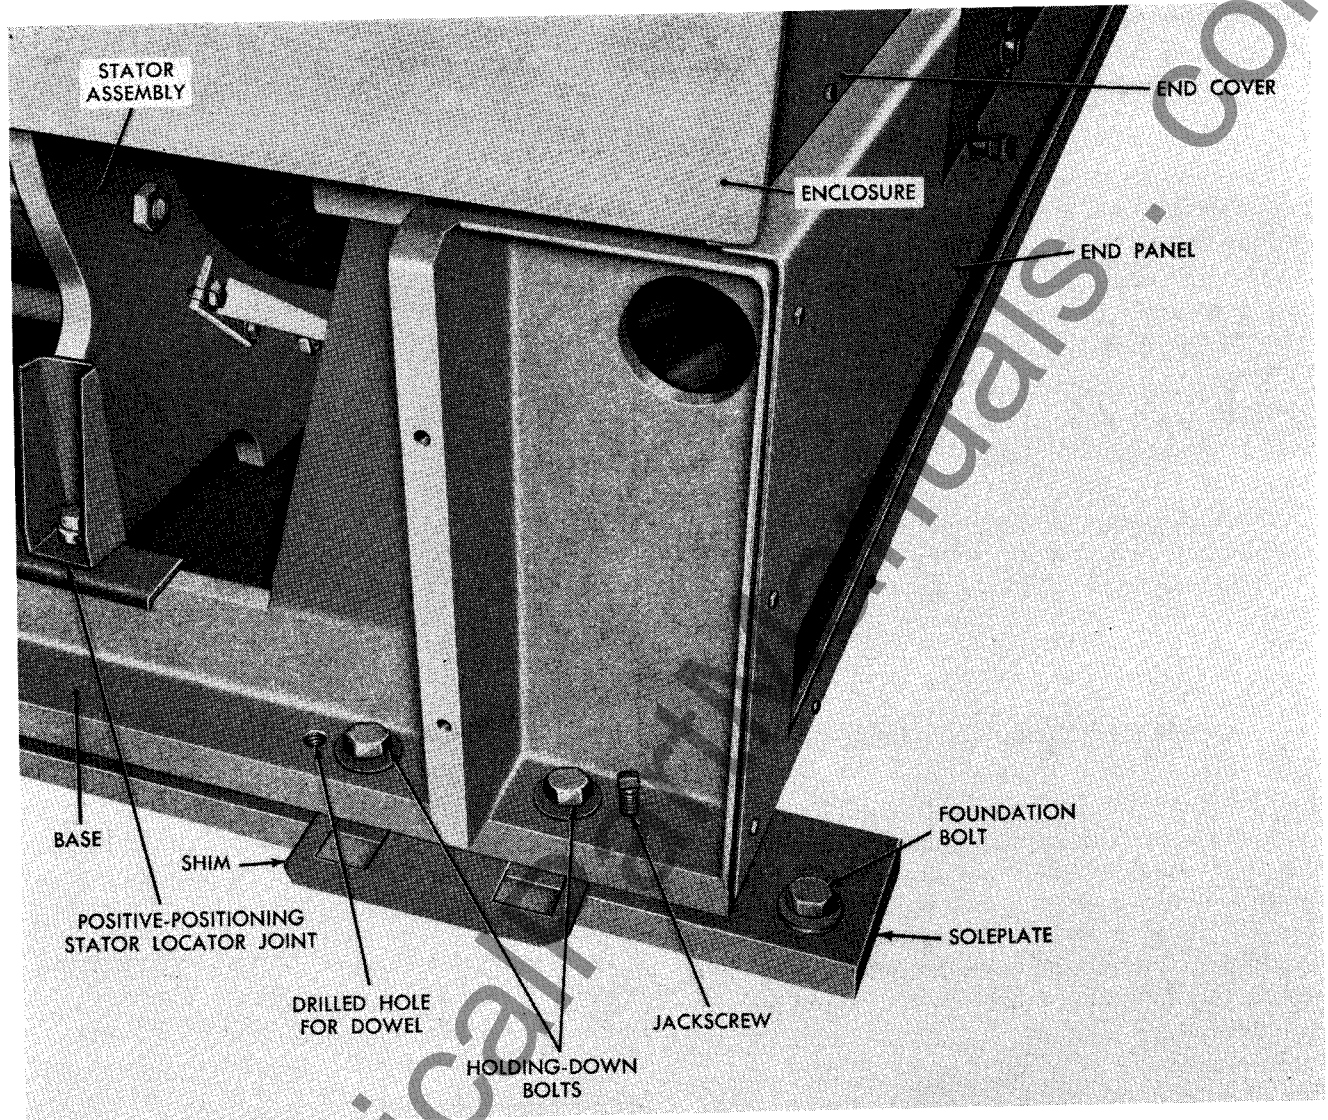 STATOR
ASSEMBLY
END COVER
ENCLOSURE
END PANEL
FOUNDATION
BOLT
BASE
SHIM
POSITIVE-POSITIONING
STATOR LOCATOR JOINT
SOLEPLATE
DRILLED HOLE
FOR DOWEL
JACKSCREW
HOLDING-DOWN
BOLTS